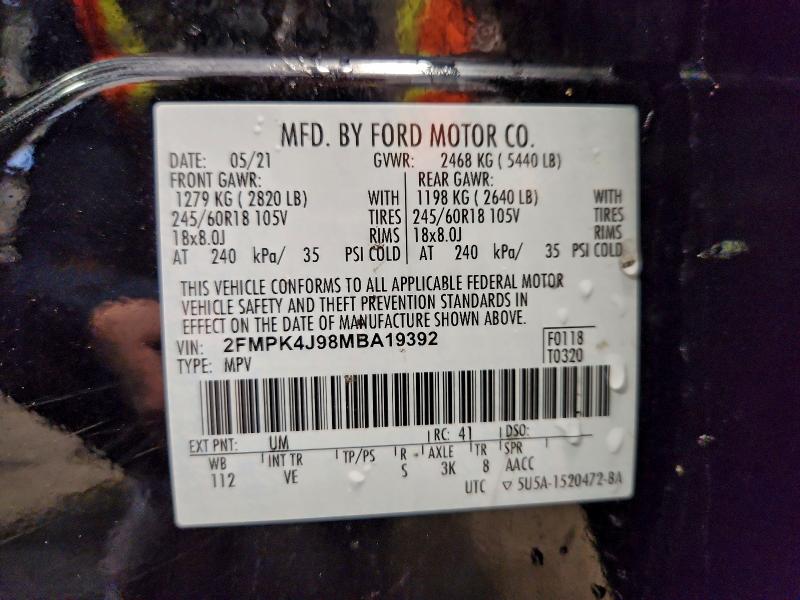 MFD. BY FORD MOTOR CO.
DATE: 05/21 GVWR: 2468 KG ( 5440 LB)
FRONT GAWR: REAR GAWR:
1279 KG ( 2820 LB) WITH 1198 KG ( 2640 LB) WITH
245/60R18 105V TIRES 245/60R18 105V TIRES
18x8.0J RIMS 18x8.0J RIMS
AT 240 kPa/ 35 PSI COLD AT 240 kPa/ 35 PSI COLD
THIS VEHICLE CONFORMS TO ALL APPLICABLE FEDERAL MOTOR
VEHICLE SAFETY AND THEFT PREVENTION STANDARDS IN
EFFECT ON THE DATE OF MANUFACTURE SHOWN ABOVE.
VIN: 2FMPK4J98MBA19392 F0118
TYPE: MPV T0320
EXT PNT: UM RC: 41 DSO:
WB INT TR TP/PS R AXLE TR SPR
112 VE S 3K 8 AACC
UTC ▽ 5U5A-1520472-BA